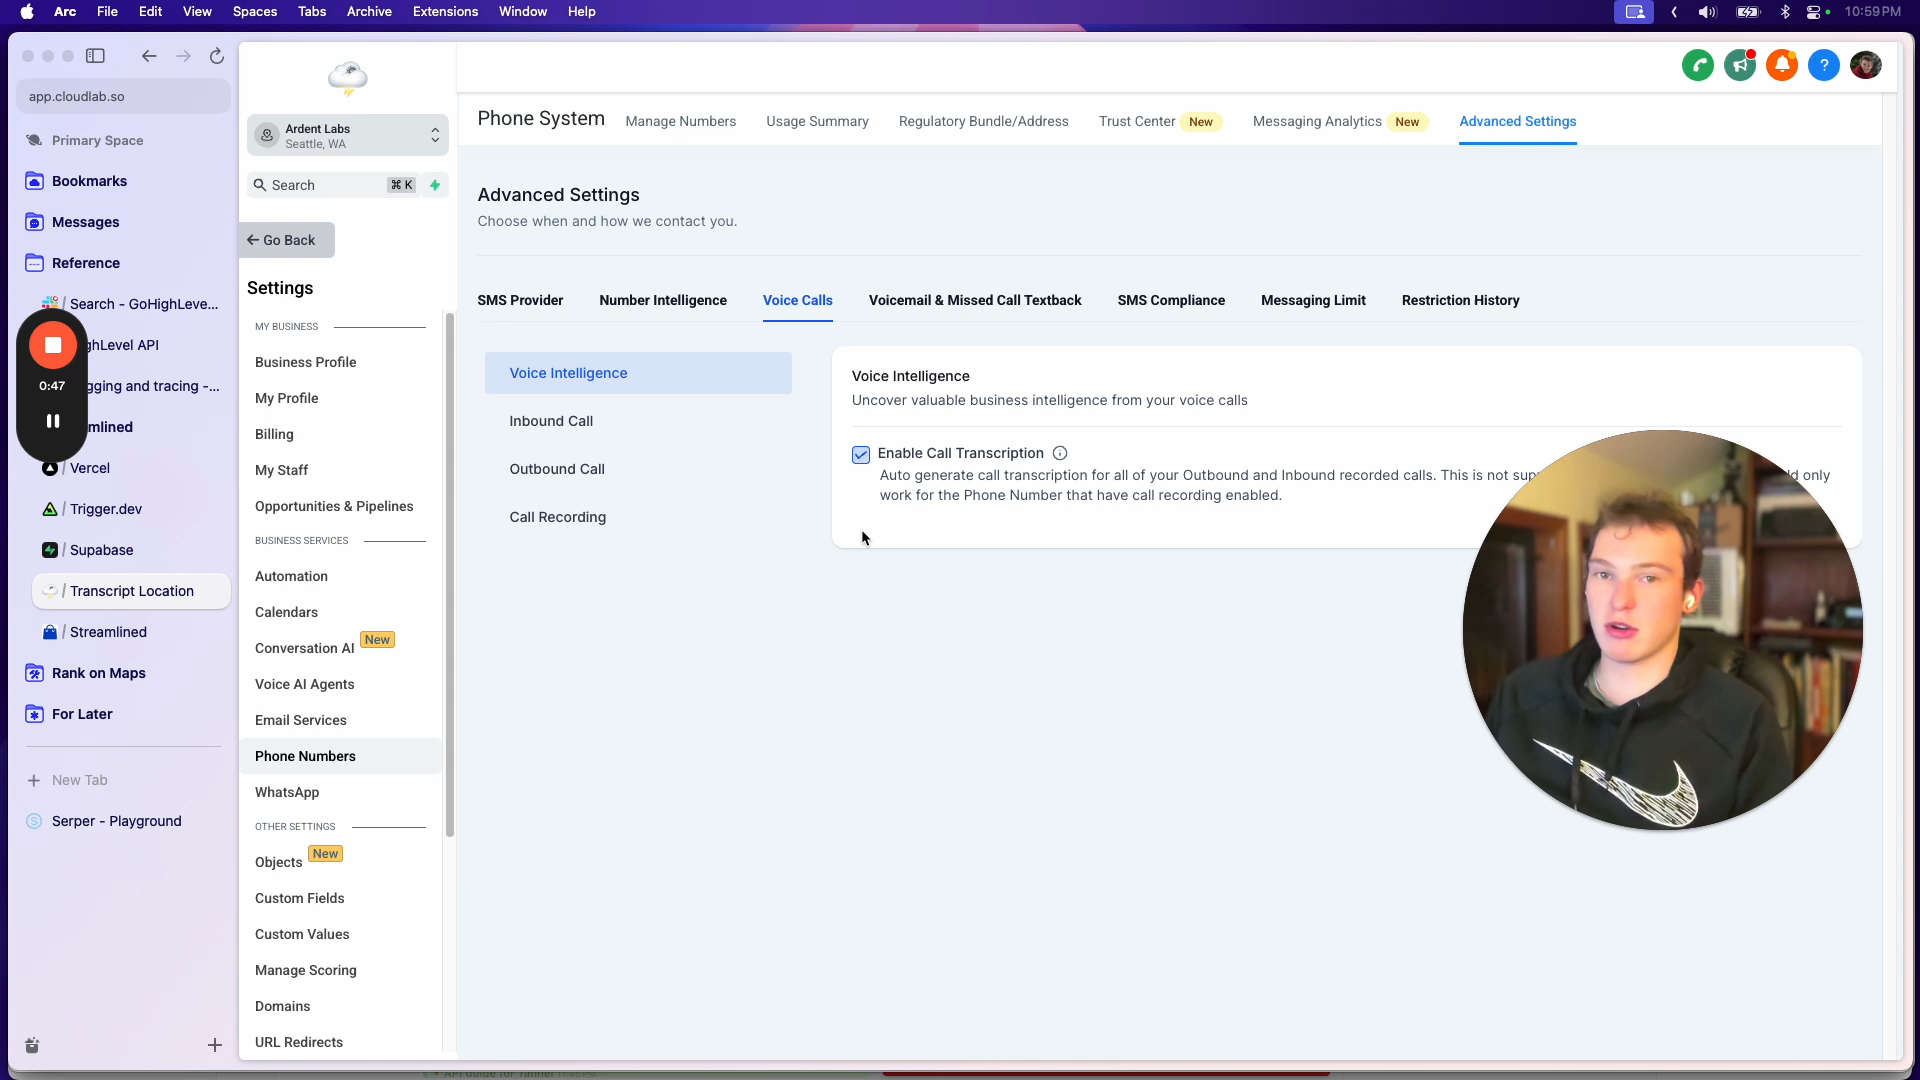 Arc File Edit View Spaces Tabs Archive Extensions Window Help
10:59 PM
app.cloudlab.so
Primary Space
Bookmarks
Messages
Reference
/ Search - GoHighLeve...
ghLevel API
gging and tracing -...
mlined
/ Vercel
/ Trigger.dev
/ Supabase
/ Transcript Location
/ Streamlined
Rank on Maps
For Later
New Tab
Serper - Playground
0:47
Ardent Labs
Seattle, WA
Search ⌘ K
Go Back
Settings
MY BUSINESS
Business Profile
My Profile
Billing
My Staff
Opportunities & Pipelines
BUSINESS SERVICES
Automation
Calendars
Conversation AI New
Voice AI Agents
Email Services
Phone Numbers
WhatsApp
OTHER SETTINGS
Objects New
Custom Fields
Custom Values
Manage Scoring
Domains
URL Redirects
Phone System Manage Numbers Usage Summary Regulatory Bundle/Address Trust Center New Messaging Analytics New Advanced Settings
Advanced Settings
Choose when and how we contact you.
SMS Provider Number Intelligence Voice Calls Voicemail & Missed Call Textback SMS Compliance Messaging Limit Restriction History
Voice Intelligence
Inbound Call
Outbound Call
Call Recording
Voice Intelligence
Uncover valuable business intelligence from your voice calls
Enable Call Transcription
Auto generate call transcription for all of your Outbound and Inbound recorded calls. This is not sup only
work for the Phone Number that have call recording enabled.